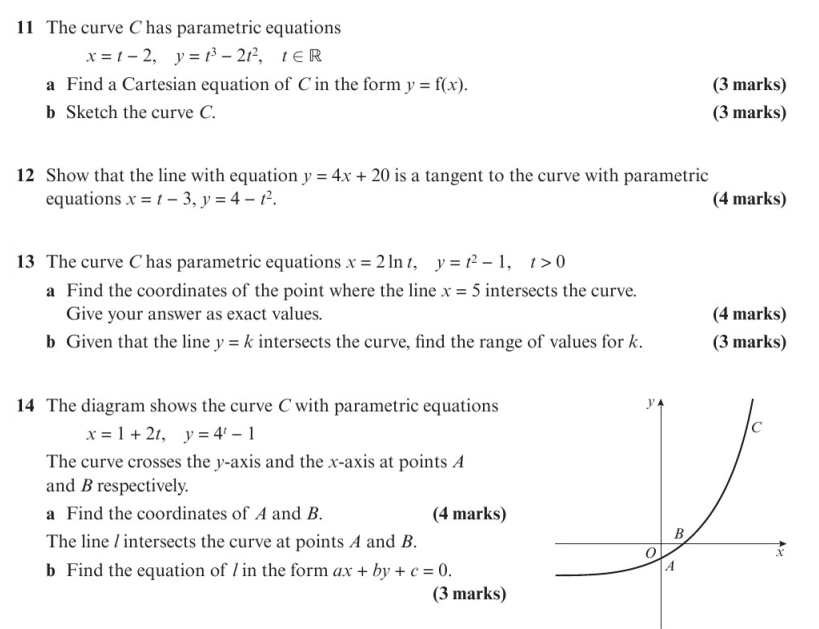 11 The curve C has parametric equations
x = t – 2, y = t³ – 2t², t ∈ ℝ
a Find a Cartesian equation of C in the form y = f(x). (3 marks)
b Sketch the curve C. (3 marks)
12 Show that the line with equation y = 4x + 20 is a tangent to the curve with parametric
equations x = t – 3, y = 4 – t². (4 marks)
13 The curve C has parametric equations x = 2 ln t, y = t² – 1, t > 0
a Find the coordinates of the point where the line x = 5 intersects the curve.
Give your answer as exact values. (4 marks)
b Given that the line y = k intersects the curve, find the range of values for k. (3 marks)
14 The diagram shows the curve C with parametric equations
x = 1 + 2t, y = 4ᵗ – 1
The curve crosses the y-axis and the x-axis at points A
and B respectively.
a Find the coordinates of A and B. (4 marks)
The line l intersects the curve at points A and B.
b Find the equation of l in the form ax + by + c = 0.
(3 marks)
y
C
B
O
x
A